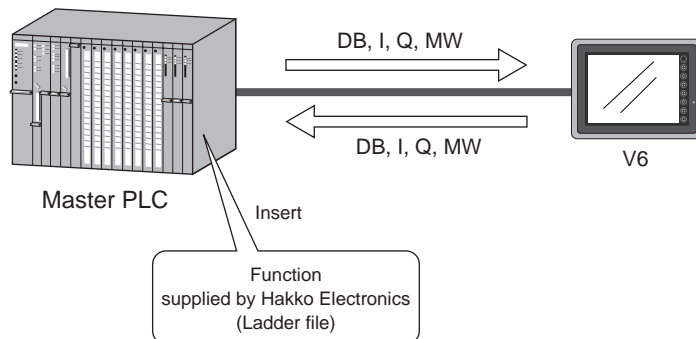 DB, I, Q, MW
DB, I, Q, MW
V6
Master PLC
Insert
Function
supplied by Hakko Electronics
(Ladder file)